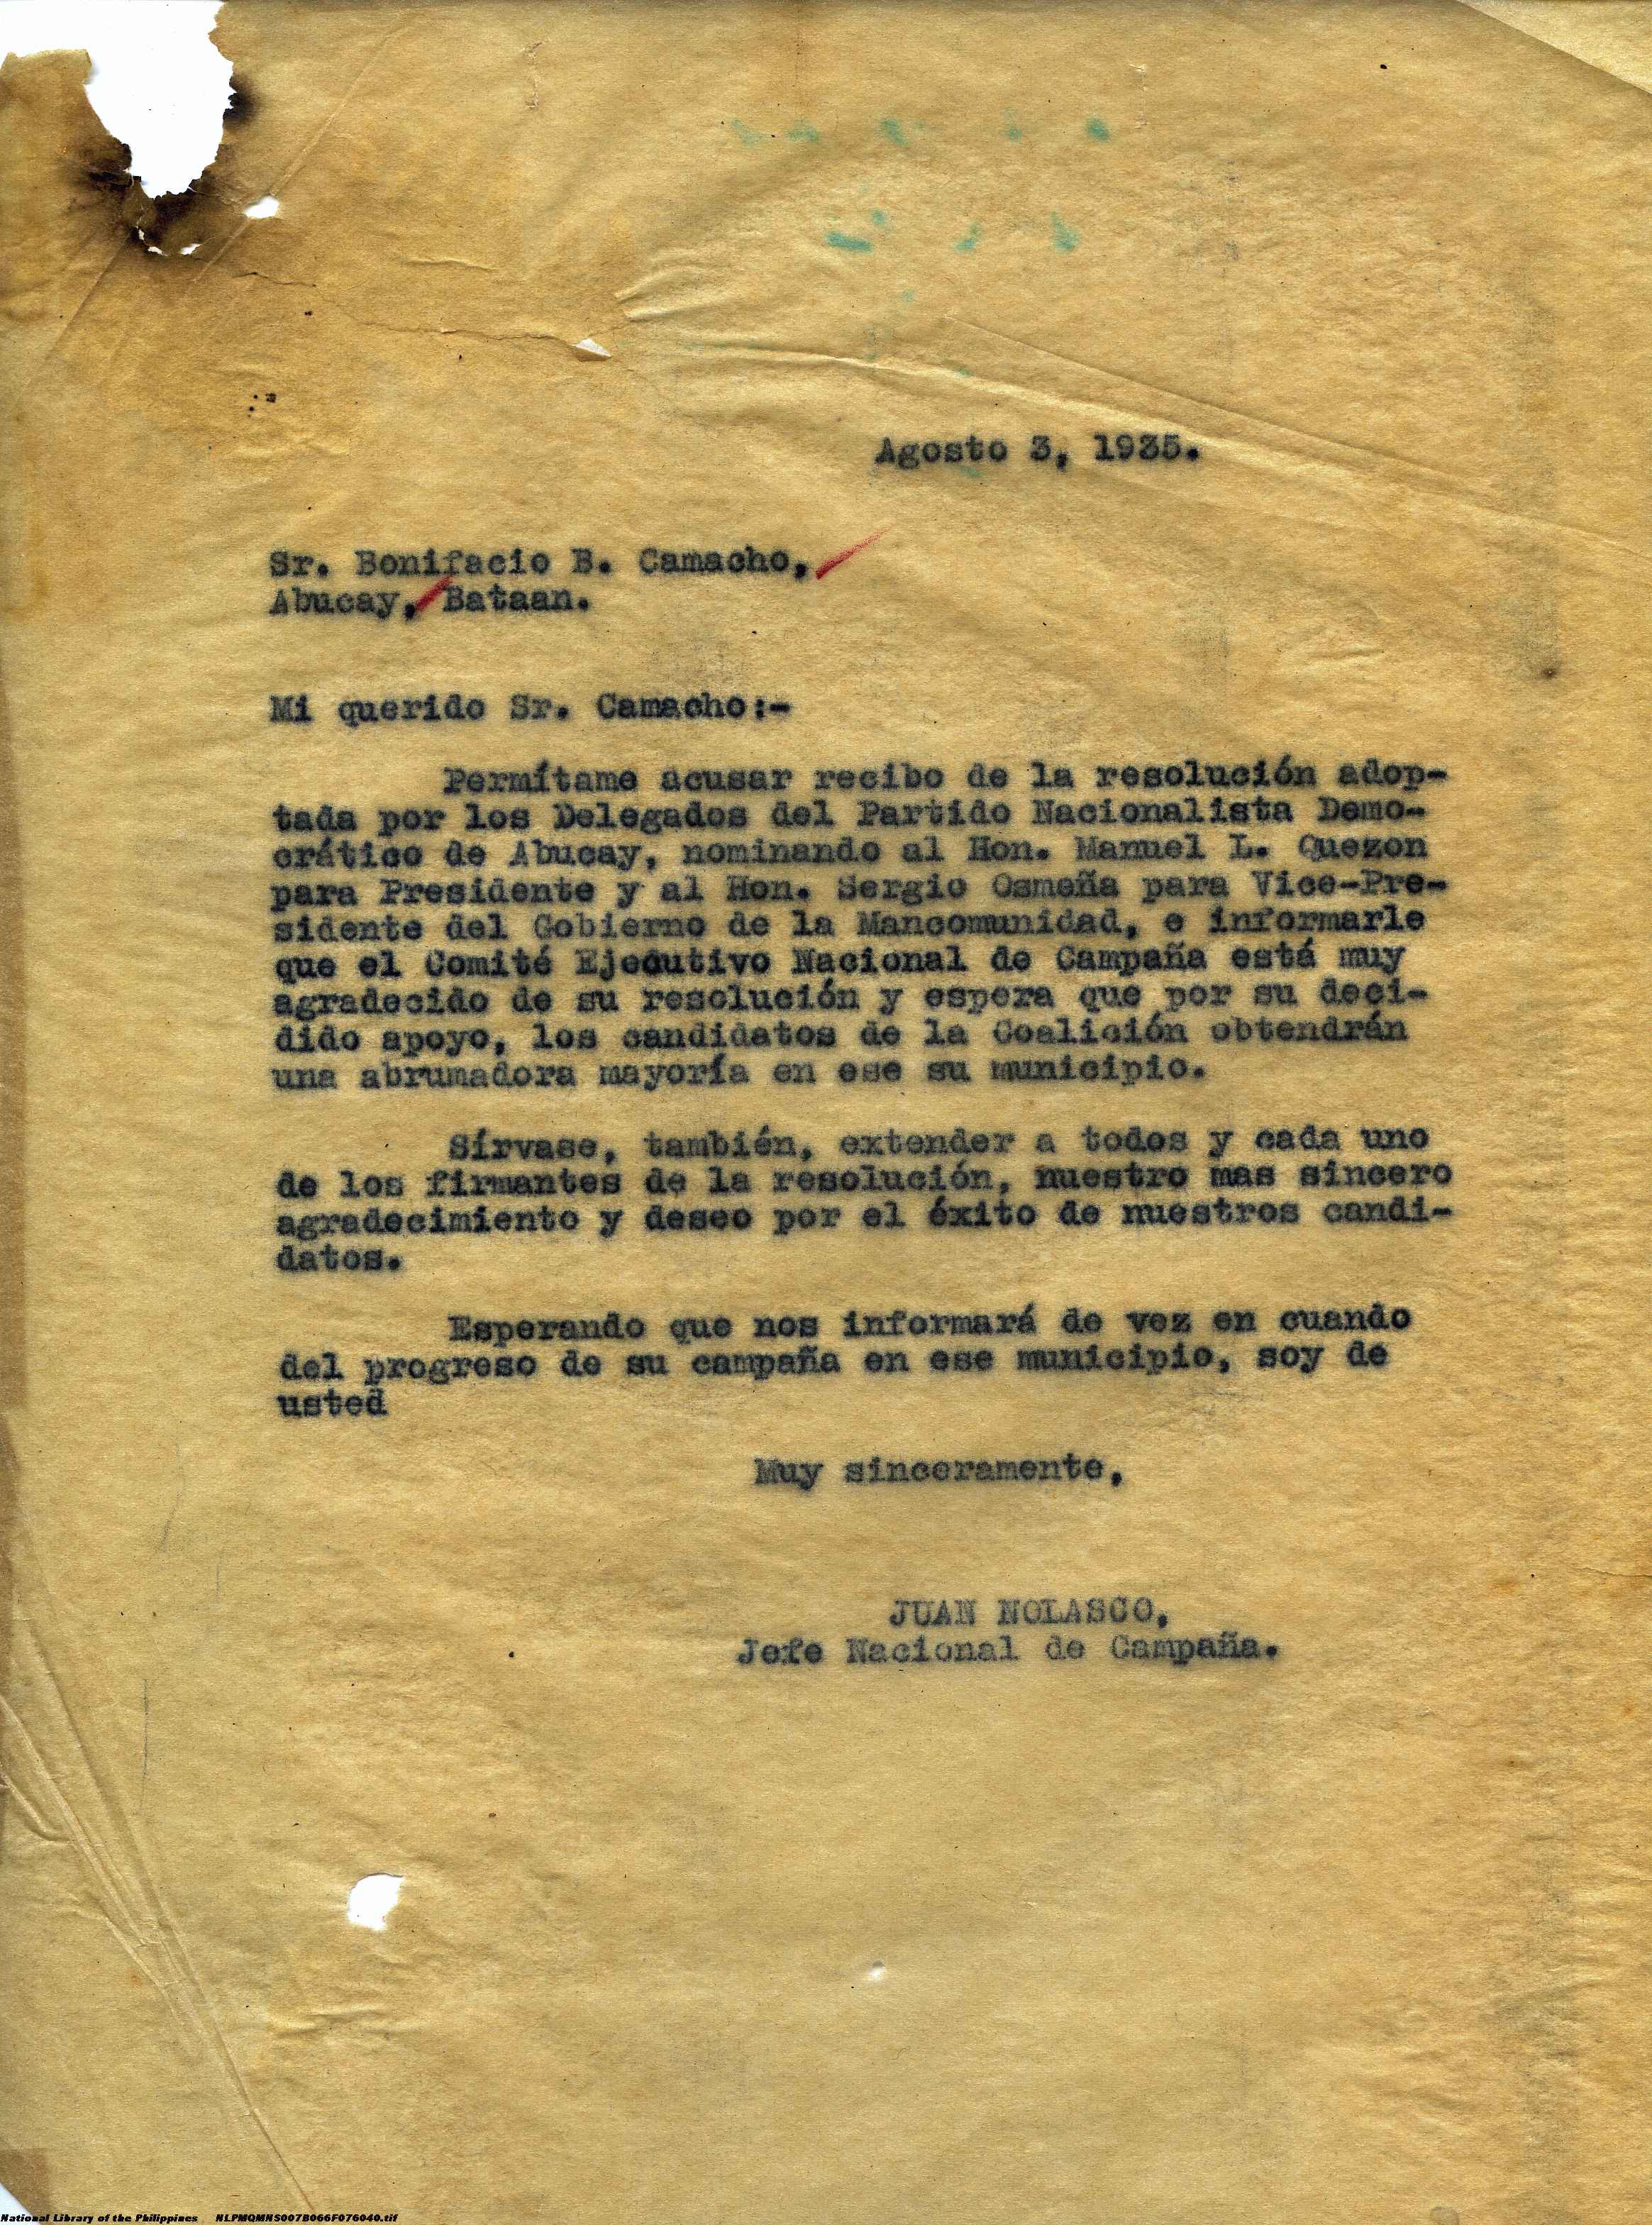 Agosto 3, 1935.
Sr. Bonifacio B. Camacho,
Abucay, Bataan.
Mi querido Sr. Camacho:-
Permítame acusar recibo de la resolución adop-
tada por los Delegados del Partido Nacionalista Demo-
crático de Abucay, nominando al Hon. Manuel L. Quezon
para Presidente y al Hon. Sergio Osmeña para Vice-Pre-
sidente del Gobierno de la Mancomunidad, e informarle
que el Comité Ejecutivo Nacional de Campaña está muy
agradecido de su resolución y espera que por su deci-
dido apoyo, los candidatos de la Coalición obtendrán
una abrumadora mayoría en ese su municipio.
Sírvase, también, extender a todos y cada uno
de los firmantes de la resolución, nuestro mas sincero
agradecimiento y deseo por el éxito de nuestros candi-
datos.
Esperando que nos informará de vez en cuando
del progreso de su campaña en ese municipio, soy de
usted
Muy sinceramente,
JUAN NOLASCO,
Jefe Nacional de Campaña.
National Library of the Philippines NLPMQMNS007B066F076040.tif